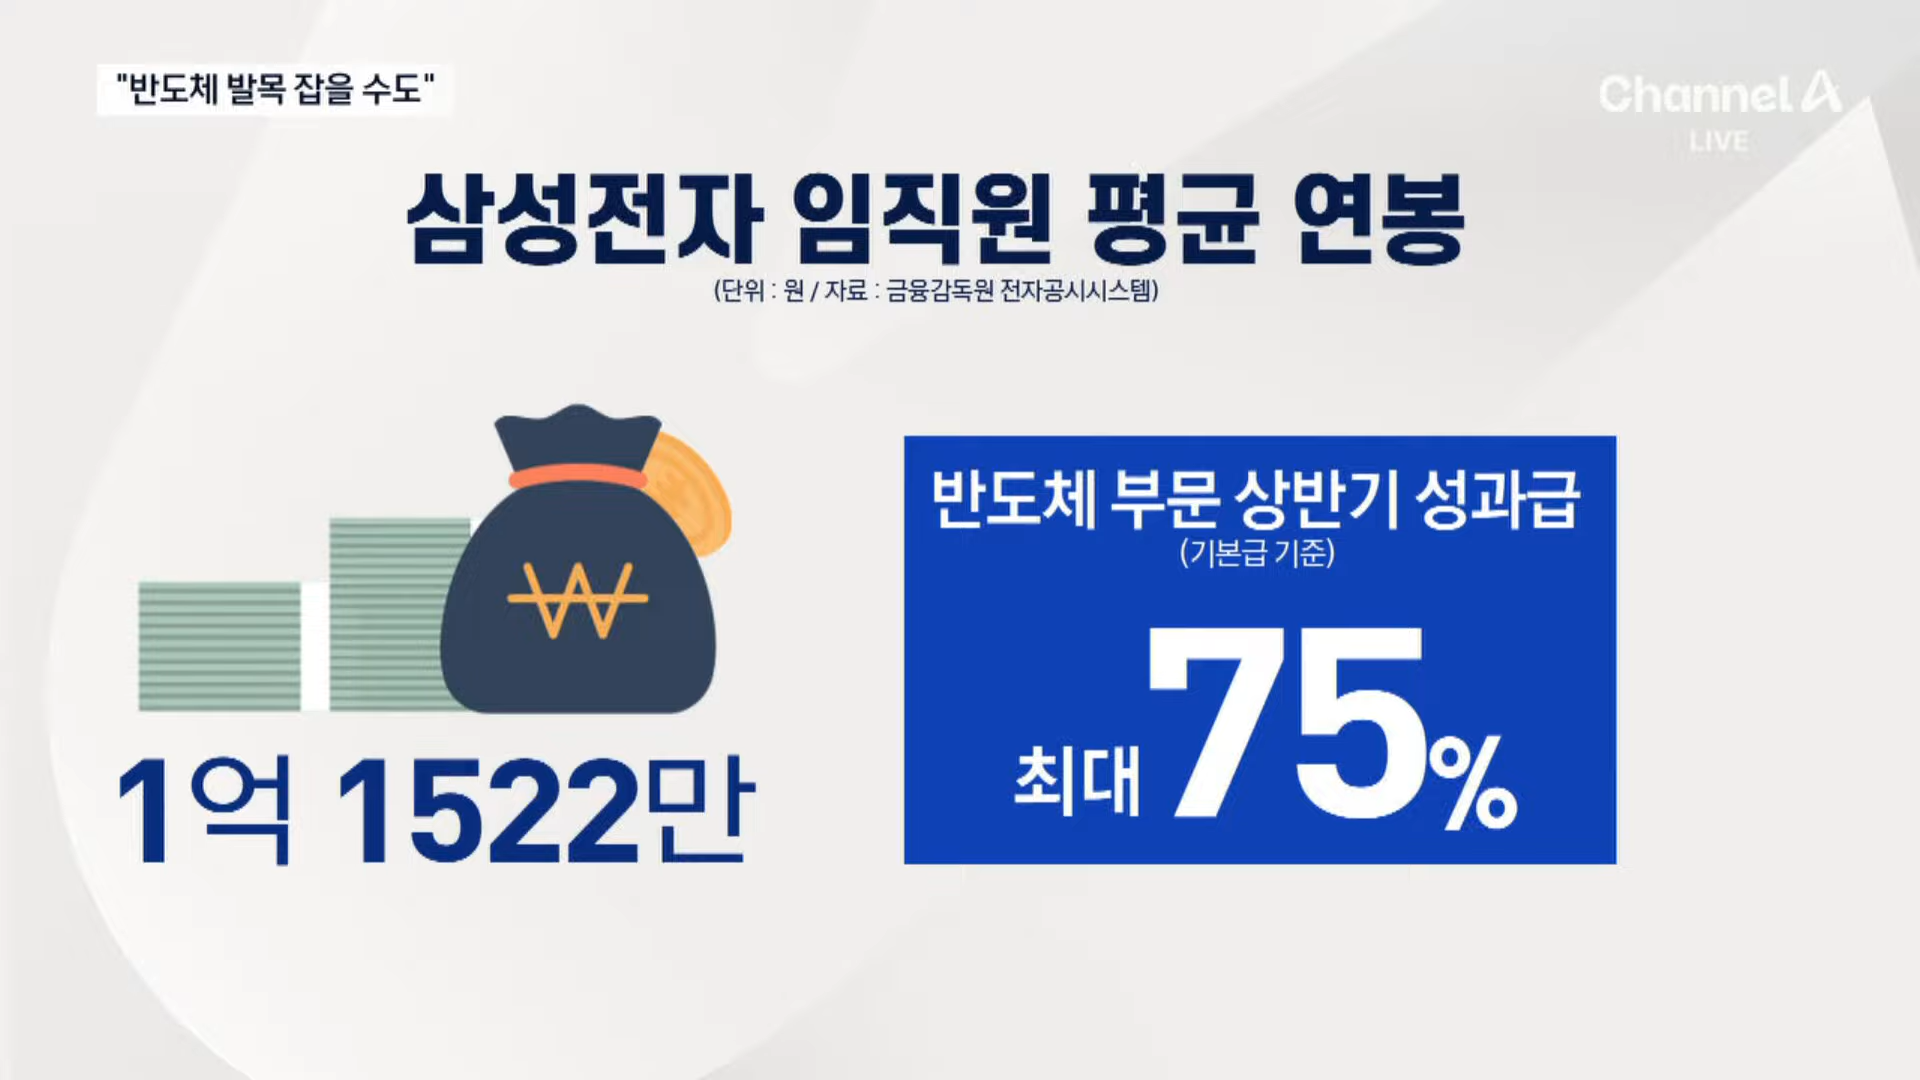 "반도체 발목 잡을 수도"
Channel A
LIVE
삼성전자 임직원 평균 연봉
(단위 : 원 / 자료 : 금융감독원 전자공시시스템)
₩
1억 1522만
반도체 부문 상반기 성과급
(기본급 기준)
최대 75%